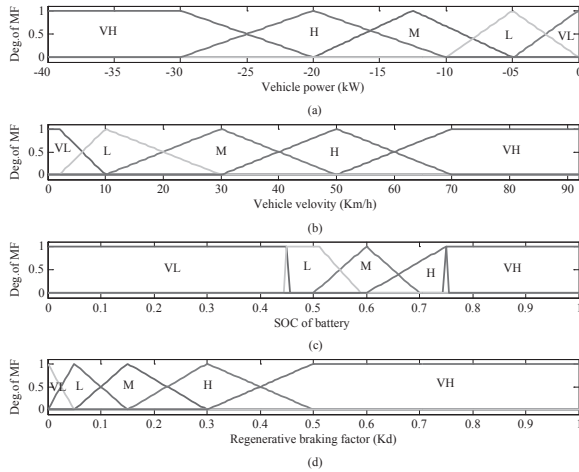 Deg.of MF
1
0.5
0
VH
H
M
L
VL
-40 -35 -30 -25 -20 -15 -10 -05 0
Vehicle power (kW)
(a)
Deg.of MF
1
0.5
0
VL
L
M
H
VH
0 10 20 30 40 50 60 70 80 90
Vehicle velovity (Km/h)
(b)
Deg.of MF
1
0.5
0
VL
L
M
H
VH
0 0.1 0.2 0.3 0.4 0.5 0.6 0.7 0.8 0.9 1
SOC of battery
(c)
Deg.of MF
1
0.5
0
VL
L
M
H
VH
0 0.1 0.2 0.3 0.4 0.5 0.6 0.7 0.8 0.9 1
Regenerative braking factor (Kd)
(d)